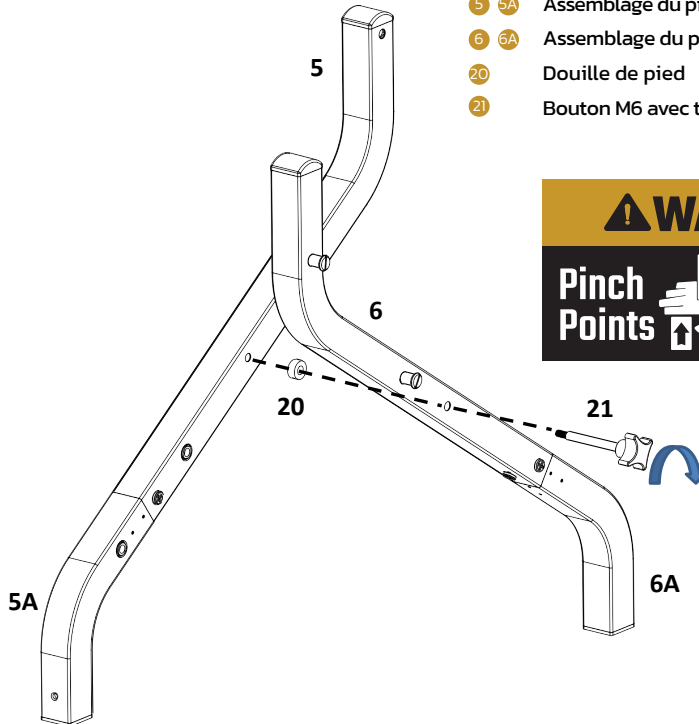 5 5A Assemblage du
6 6A Assemblage du
20 Douille de pied
21 Bouton M6 avec
5
Pinch
Points
6
20
21
5A
6A